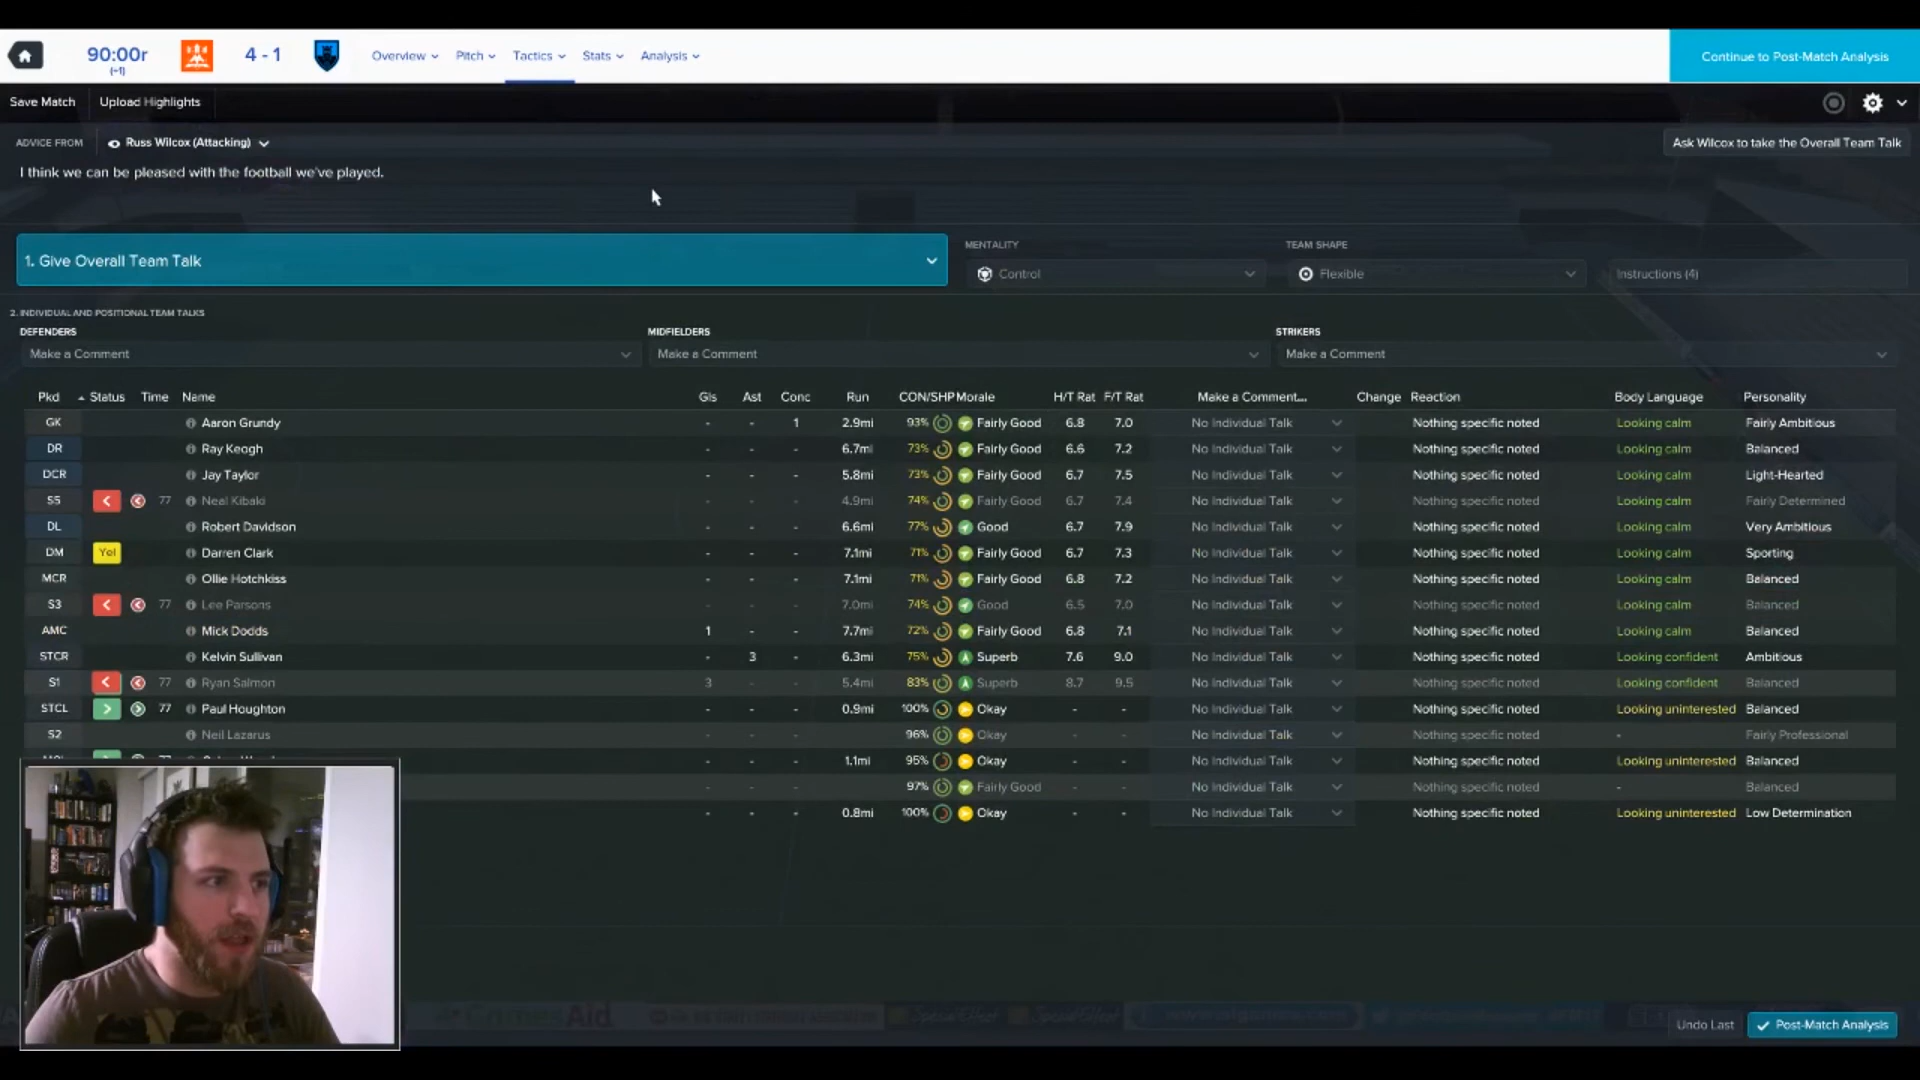 90:00r
(+1)
4 - 1
Overview
Pitch
Tactics
Stats
Analysis
Continue to Post-Match Analysis
Save Match
Upload Highlights
ADVICE FROM
Russ Wilcox (Attacking)
Ask Wilcox to take the Overall Team Talk
I think we can be pleased with the football we've played.
1. Give Overall Team Talk
MENTALITY
Control
TEAM SHAPE
Flexible
Instructions (4)
2. INDIVIDUAL AND POSITIONAL TEAM TALKS
DEFENDERS
MIDFIELDERS
STRIKERS
Make a Comment
Make a Comment
Make a Comment
Pkd Status Time Name Gls Ast Conc Run CON/SHP Morale H/T Rat F/T Rat Make a Comment... Change Reaction Body Language Personality
GK Aaron Grundy - - 1 2.9mi 93% Fairly Good 6.8 7.0 No Individual Talk Nothing specific noted Looking calm Fairly Ambitious
DR Ray Keogh - - - 6.7mi 73% Fairly Good 6.6 7.2 No Individual Talk Nothing specific noted Looking calm Balanced
DCR Jay Taylor - - - 5.8mi 73% Fairly Good 6.7 7.5 No Individual Talk Nothing specific noted Looking calm Light-Hearted
S5 77 Neal Kibaki - - - 4.9mi 74% Fairly Good 6.7 7.4 No Individual Talk Nothing specific noted Looking calm Fairly Determined
DL Robert Davidson - - - 6.6mi 77% Good 6.7 7.9 No Individual Talk Nothing specific noted Looking calm Very Ambitious
DM Yel Darren Clark - - - 7.1mi 71% Fairly Good 6.7 7.3 No Individual Talk Nothing specific noted Looking calm Sporting
MCR Ollie Hotchkiss - - - 7.1mi 71% Fairly Good 6.8 7.2 No Individual Talk Nothing specific noted Looking calm Balanced
S3 77 Lee Parsons - - - 7.0mi 74% Good 6.5 7.0 No Individual Talk Nothing specific noted Looking calm Balanced
AMC Mick Dodds 1 - - 7.7mi 72% Fairly Good 6.8 7.1 No Individual Talk Nothing specific noted Looking calm Balanced
STCR Kelvin Sullivan - 3 - 6.3mi 75% Superb 7.6 9.0 No Individual Talk Nothing specific noted Looking confident Ambitious
S1 77 Ryan Salmon 3 - - 5.4mi 83% Superb 8.7 9.5 No Individual Talk Nothing specific noted Looking confident Balanced
STCL 77 Paul Houghton - - - 0.9mi 100% Okay - - No Individual Talk Nothing specific noted Looking uninterested Balanced
S2 Neil Lazarus 96% Okay - - No Individual Talk Nothing specific noted - Fairly Professional
- - - 1.1mi 95% Okay - - No Individual Talk Nothing specific noted Looking uninterested Balanced
- - - 97% Fairly Good - - No Individual Talk Nothing specific noted - Balanced
- - - 0.8mi 100% Okay - - No Individual Talk Nothing specific noted Looking uninterested Low Determination
Undo Last
Post-Match Analysis